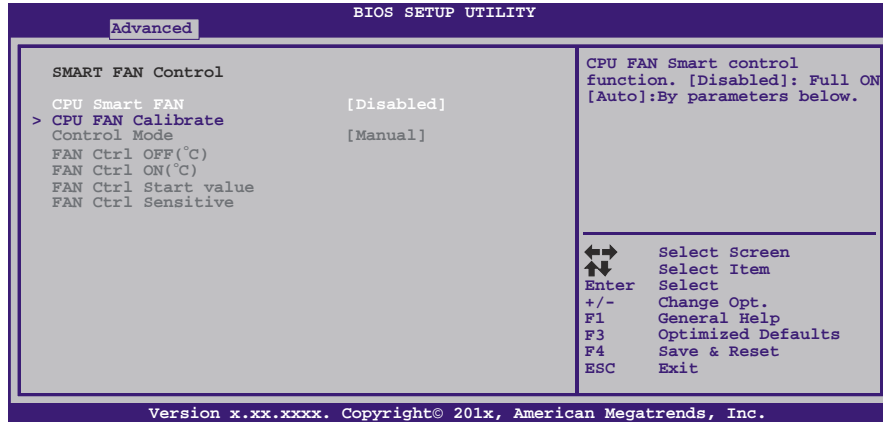 BIOS SETUP UTILITY
Advanced
SMART FAN Control
CPU Smart FAN [Disabled]
> CPU FAN Calibrate
Control Mode [Manual]
FAN Ctrl OFF(°C)
FAN Ctrl ON(°C)
FAN Ctrl Start value
FAN Ctrl Sensitive
CPU FAN Smart control
function. [Disabled]: Full ON
[Auto]:By parameters below.
Select Screen
Select Item
Enter Select
+/- Change Opt.
F1 General Help
F3 Optimized Defaults
F4 Save & Reset
ESC Exit
Version x.xx.xxxx. Copyright© 201x, American Megatrends, Inc.